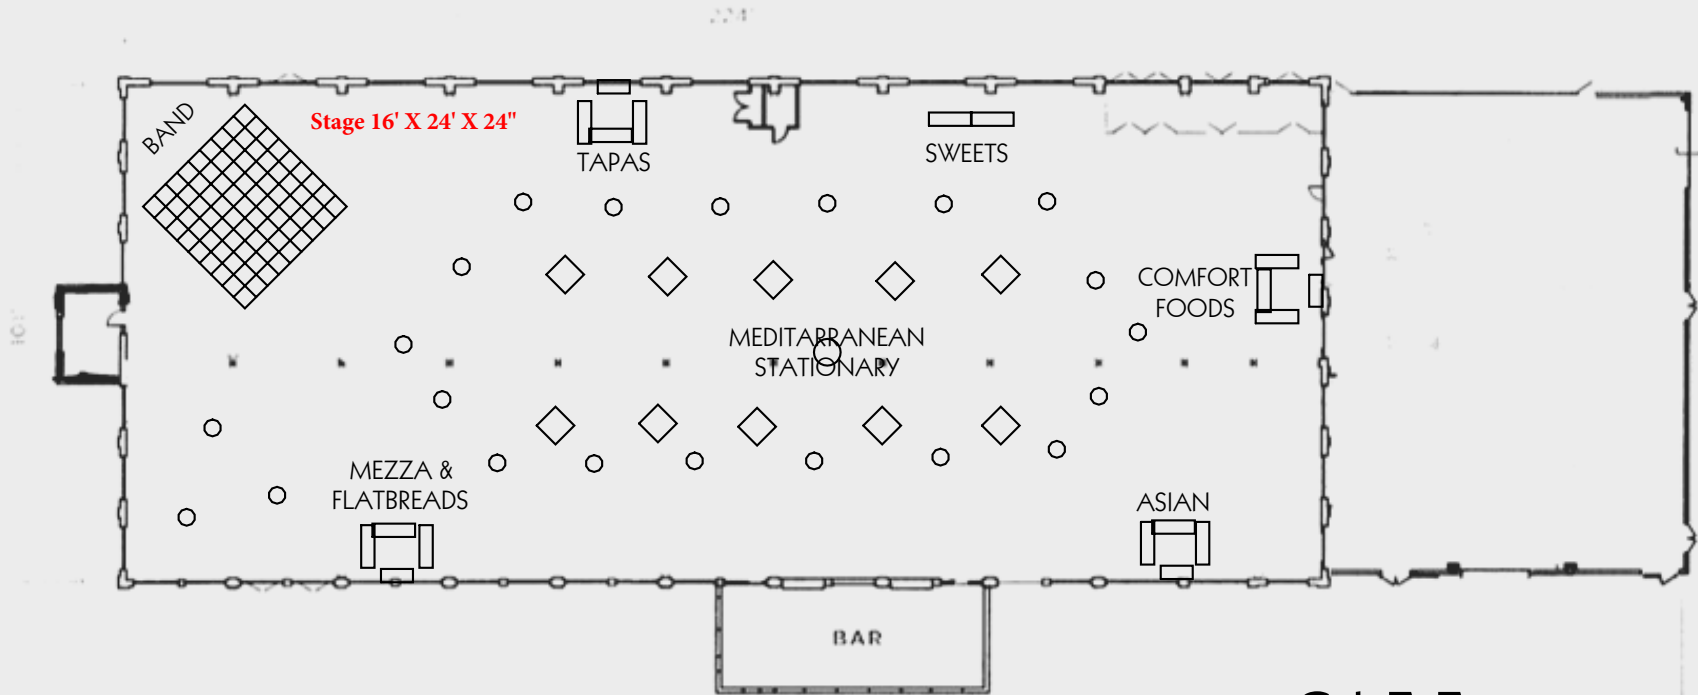 BAND
Stage 16' X 24' X 24"
TAPAS
SWEETS
COMFORT
FOODS
MEDITARRANEAN
STATIONARY
MEZZA &
FLATBREADS
ASIAN
BAR